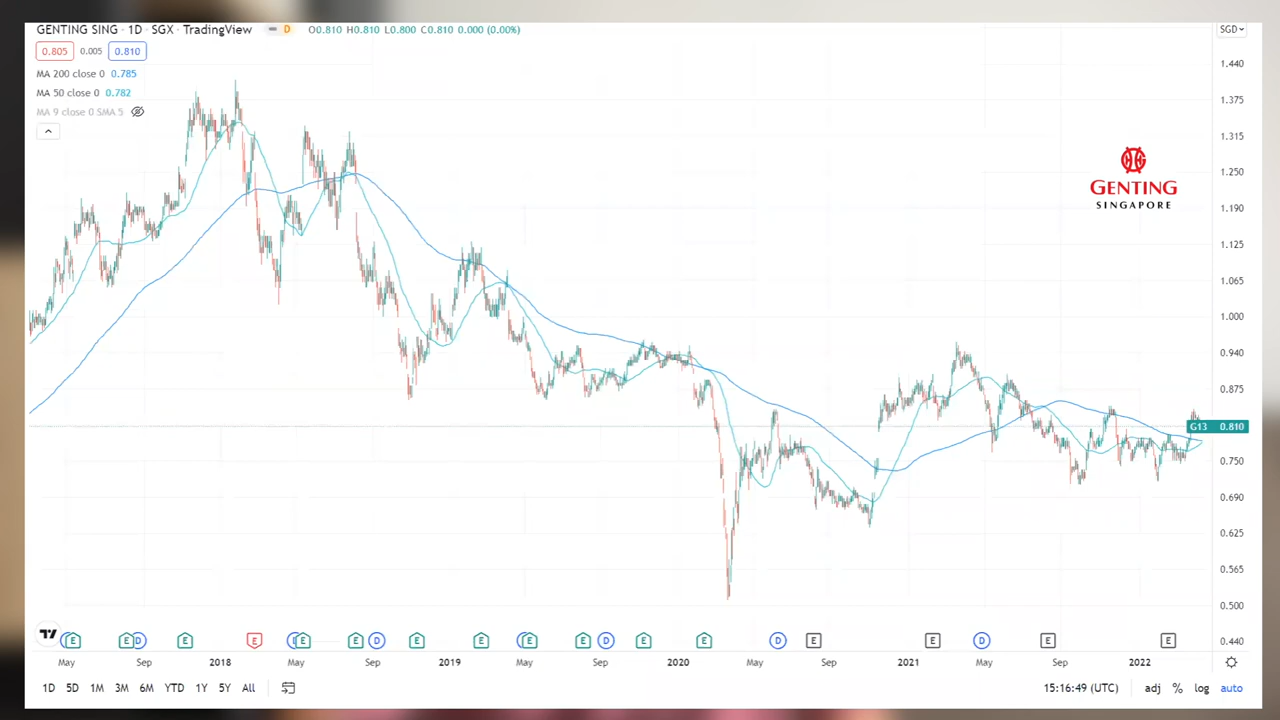 GENTING SING · 1D · SGX · TradingView D O0.810 H0.810 L0.800 C0.810 0.000 (0.00%) SGD
0.805 0.005 0.810
MA 200 close 0 0.785
MA 50 close 0 0.782
MA 9 close 0 SMA 5
1.440
1.375
1.315
1.250
1.190
1.125
1.065
1.000
0.940
0.875
G13 0.810
0.750
0.690
0.625
0.565
0.500
0.440
GENTING
SINGAPORE
E E D E E E E D E E E E D E E D E E D E E
May Sep 2018 May Sep 2019 May Sep 2020 May Sep 2021 May Sep 2022
1D 5D 1M 3M 6M YTD 1Y 5Y All 15:16:49 (UTC) adj % log auto